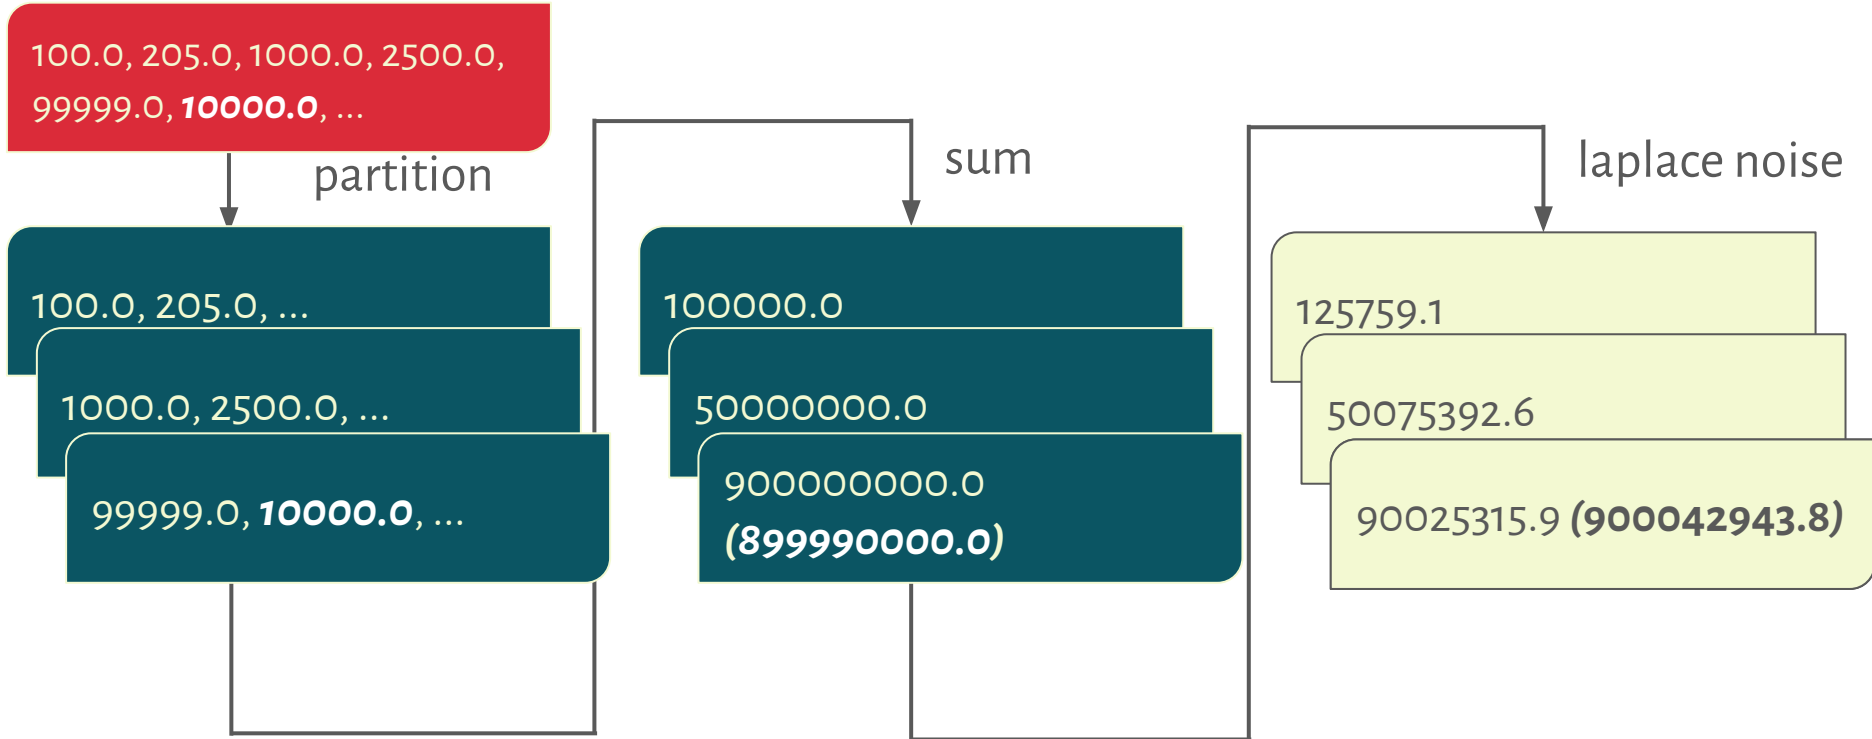 100.0, 205.0, 1000.0, 2500.0,
99999.0, 10000.0, ...
partition
100.0, 205.0, ...
1000.0, 2500.0, ...
99999.0, 10000.0, ...
sum
100000.0
50000000.0
900000000.0
(899990000.0)
laplace noise
125759.1
50075392.6
90025315.9 (900042943.8)